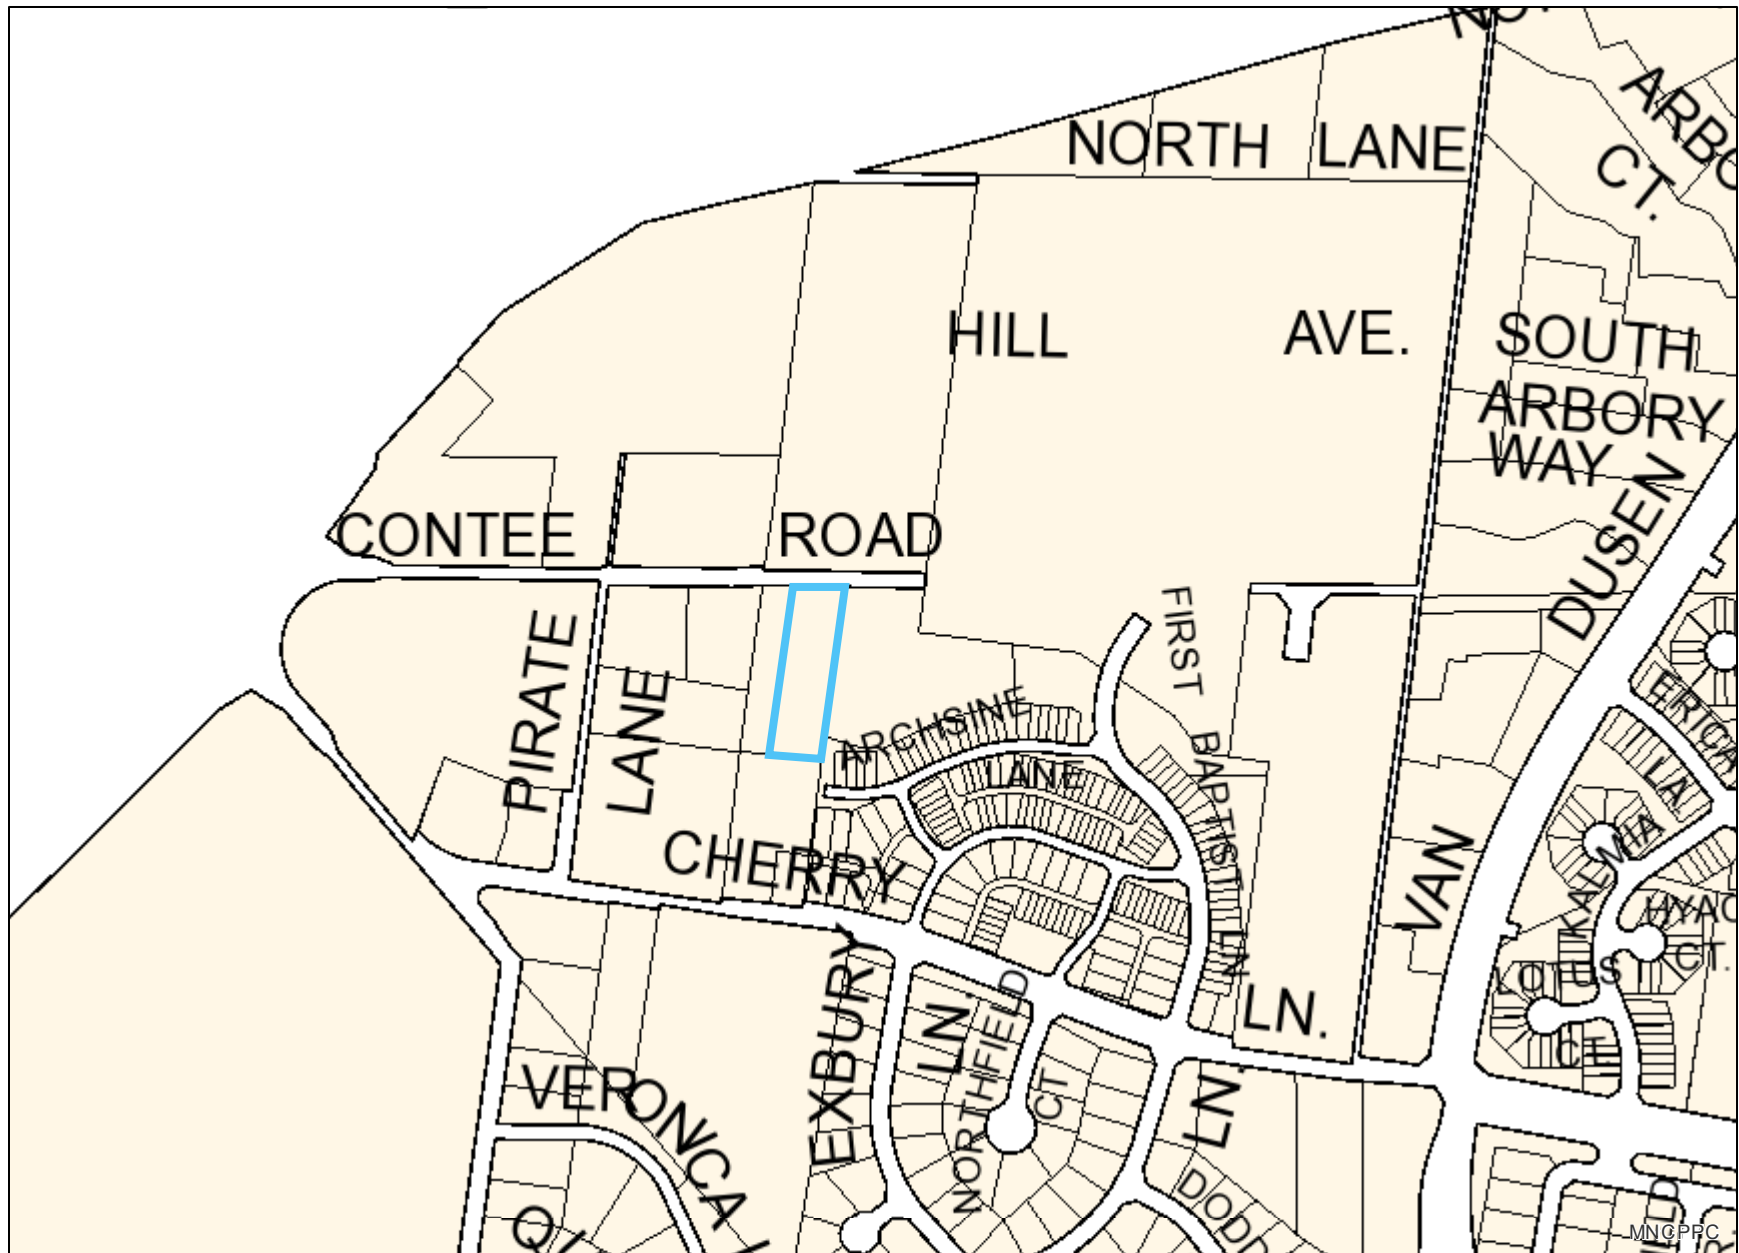 NORTH LANE
ARBO
CT.
HILL AVE.
SOUTH
ARBORY
WAY
CONTEE ROAD
VAN DUSEN
FIRST BAPTIST LN
PIRATE
LANE
ARCHSINE
LANE
ERICA
LA
KALMIA
CHERRY
LN.
HYAC
CT.
LOTUS
CT.
EXBURY
LN.
NORTHFIELD
CT
LN.
VERONICA
DODD
MNCPPC